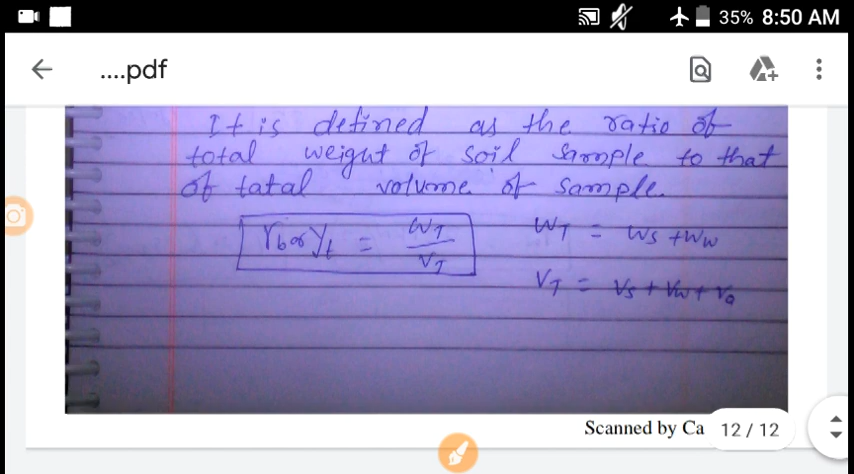 35% 8:50 AM
....pdf
It is defined as the ratio of
total weight of soil sample to that
of tatal volume of sample.
γb or γt = WT / VT
WT = Ws + Ww
VT = Vs + Vw + Va
Scanned by Ca
12 / 12